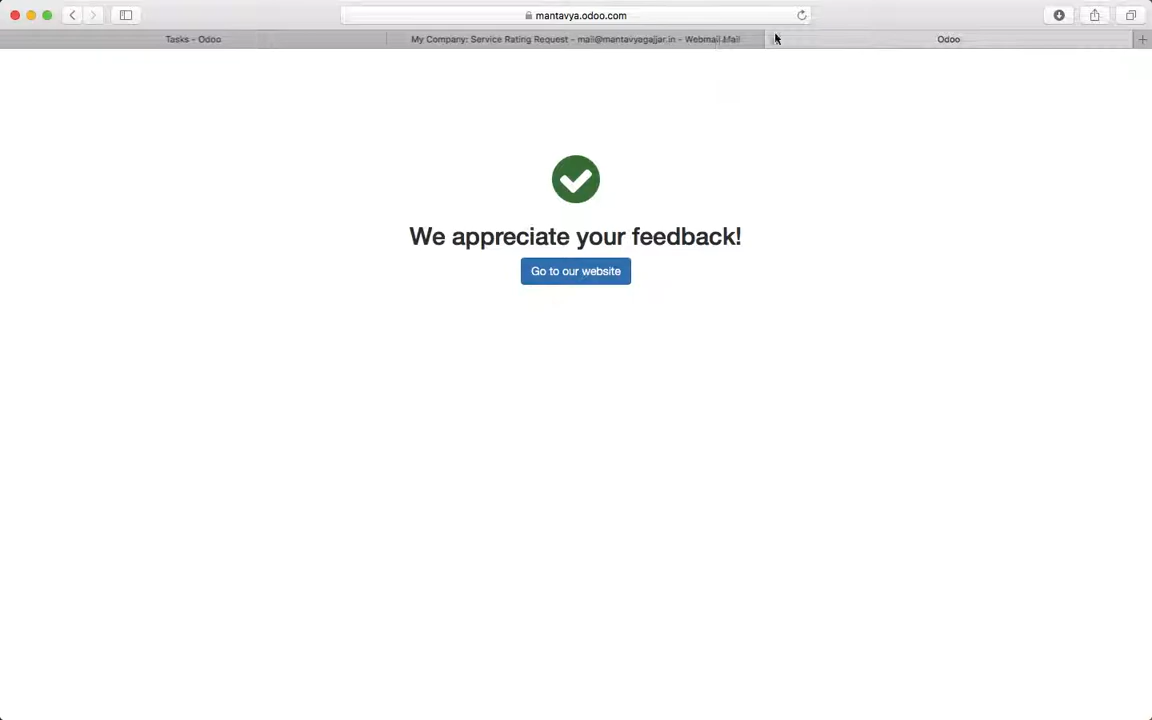 mantavya.odoo.com
Tasks - Odoo
My Company: Service Rating Request - mail@mantavyagajjar.in - Webmail Mail
Odoo
We appreciate your feedback!
Go to our website